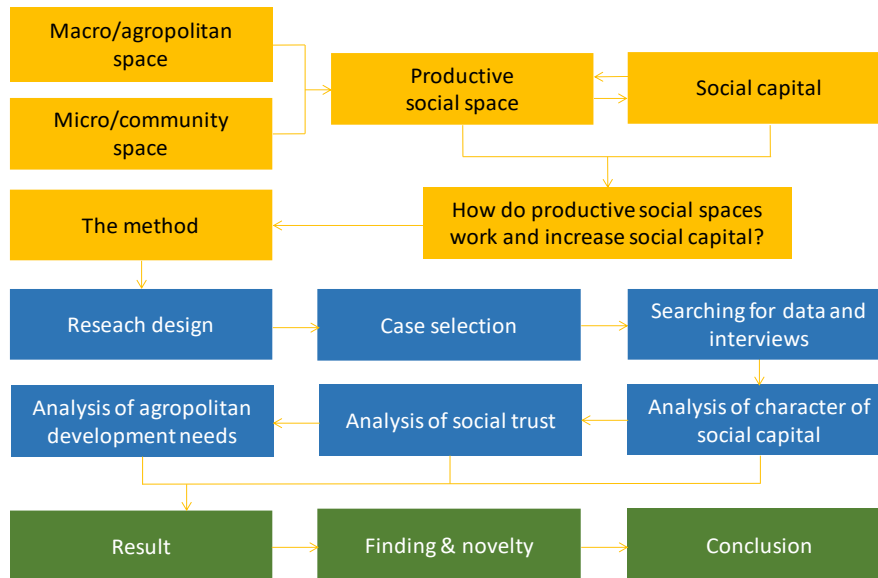 Macro/agropolitan
space
Productive
social space
Social capital
Micro/community
space
The method
How do productive social spaces
work and increase social capital?
Reseach design
Case selection
Searching for data and
interviews
Analysis of agropolitan
development needs
Analysis of social trust
Analysis of character of
social capital
Result
Finding & novelty
Conclusion